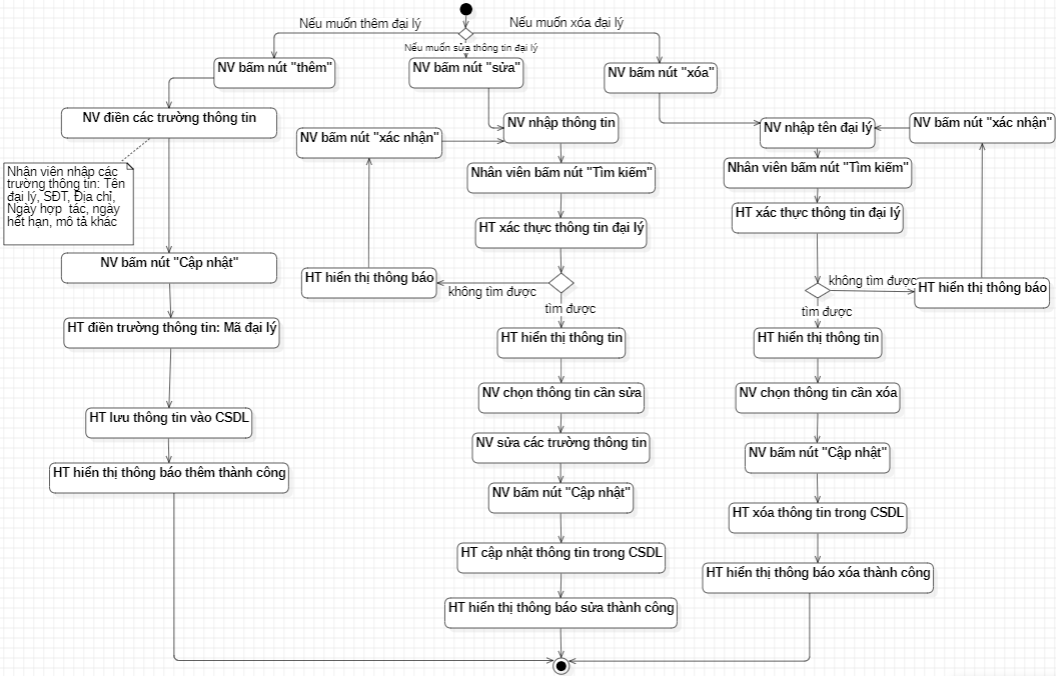 Nếu muốn thêm đại lý
Nếu muốn xóa đại lý
Nếu muốn sửa thông tin đại lý
NV bấm nút "thêm"
NV điền các trường thông tin
Nhân viên nhập các
trường thông tin: Tên
đại lý, SĐT, Địa chỉ,
Ngày hợp tác, ngày
hết hạn, mô tả khác
NV bấm nút "Cập nhật"
HT điền trường thông tin: Mã đại lý
HT lưu thông tin vào CSDL
HT hiển thị thông báo thêm thành công
NV bấm nút "sửa"
NV nhập thông tin
NV bấm nút "xác nhận"
Nhân viên bấm nút "Tìm kiếm"
HT xác thực thông tin đại lý
HT hiển thị thông báo
không tìm được
tìm được
HT hiển thị thông tin
NV chọn thông tin cần sửa
NV sửa các trường thông tin
NV bấm nút "Cập nhật"
HT cập nhật thông tin trong CSDL
HT hiển thị thông báo sửa thành công
NV bấm nút "xóa"
NV nhập tên đại lý
NV bấm nút "xác nhận"
Nhân viên bấm nút "Tìm kiếm"
HT xác thực thông tin đại lý
không tìm được
HT hiển thị thông báo
tìm được
HT hiển thị thông tin
NV chọn thông tin cần xóa
NV bấm nút "Cập nhật"
HT xóa thông tin trong CSDL
HT hiển thị thông báo xóa thành công